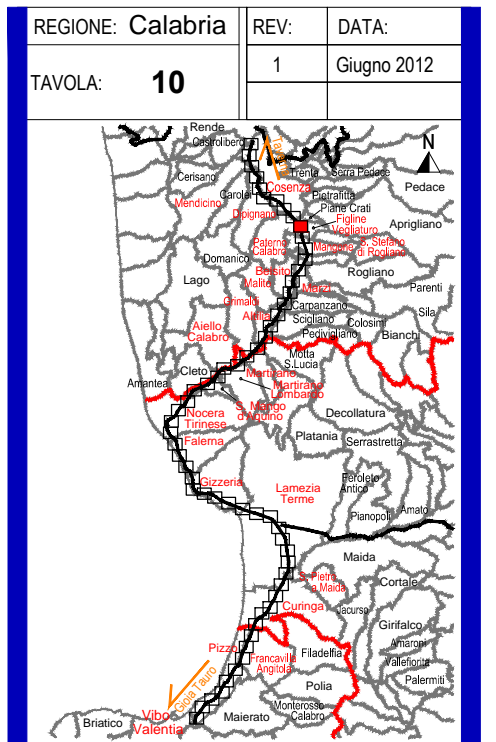 REGIONE: Calabria
REV:
DATA:
TAVOLA: 10
1
Giugno 2012
N
Rende
Castrolibero
Taranto
Trenta
Serra Pedace
Cerisano
Cosenza
Pedace
Carolei
Pietrafitta
Mendicino
Piane Crati
Dipignano
Figline
Vegliaturo
Aprigliano
Paterno
Calabro
Mangone
S. Stefano
di Rogliano
Domanico
Bersito
Rogliano
Lago
Malito
Marzi
Parenti
Grimaldi
Carpanzano
Sila
Altilia
Scigliano
Colosimi
Aiello
Calabro
Pedivigliano
Bianchi
Motta
S.Lucia
Cleto
Martirano
Amantea
Martirano
Lombardo
S. Mango
d'Aquino
Nocera
Tirinese
Decollatura
Falerna
Platania
Serrastretta
Gizzeria
Feroleto
Antico
Lamezia
Terme
Pianopoli
Amato
Maida
S. Pietro
a Maida
Cortale
Curinga
Jacurso
Girifalco
Pizzo
Francavilla
Angitola
Filadelfia
Amaroni
Vallefiorita
Gioia Tauro
Polia
Palermiti
Vibo
Valentia
Monterosso
Calabro
Briatico
Maierato